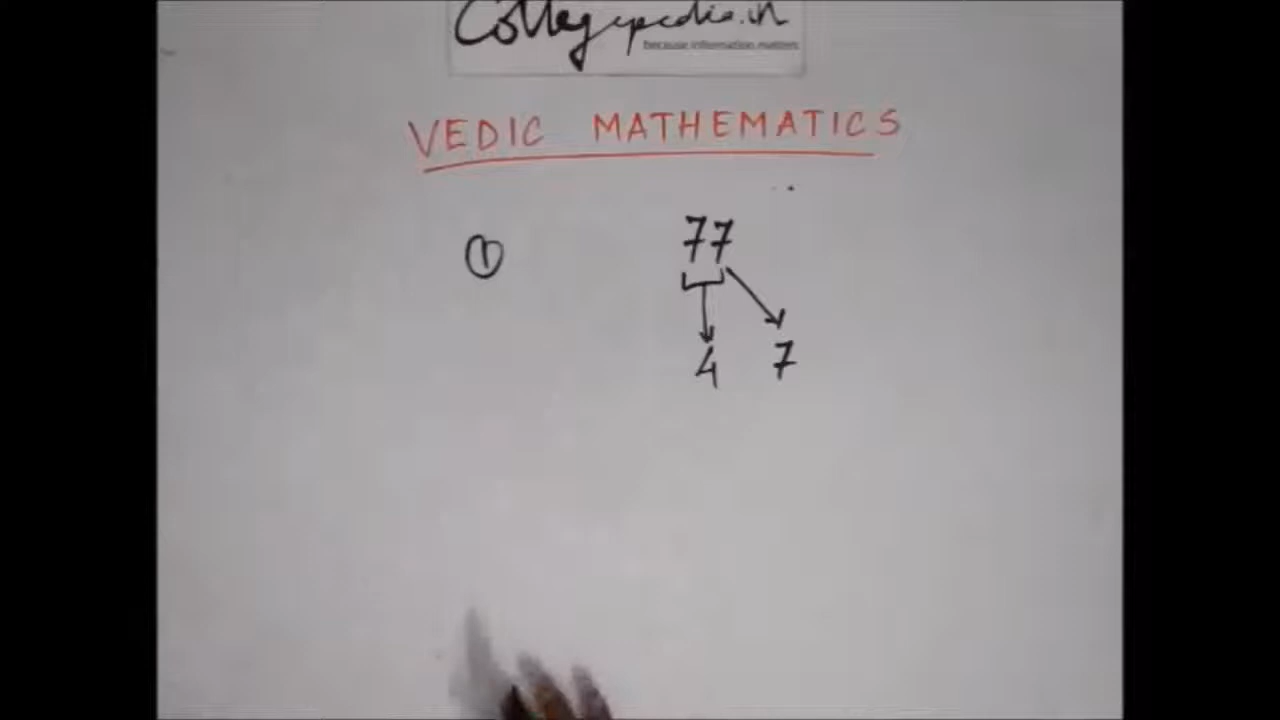 Collegepedia.in
because information matters
VEDIC MATHEMATICS
① 77
4 7